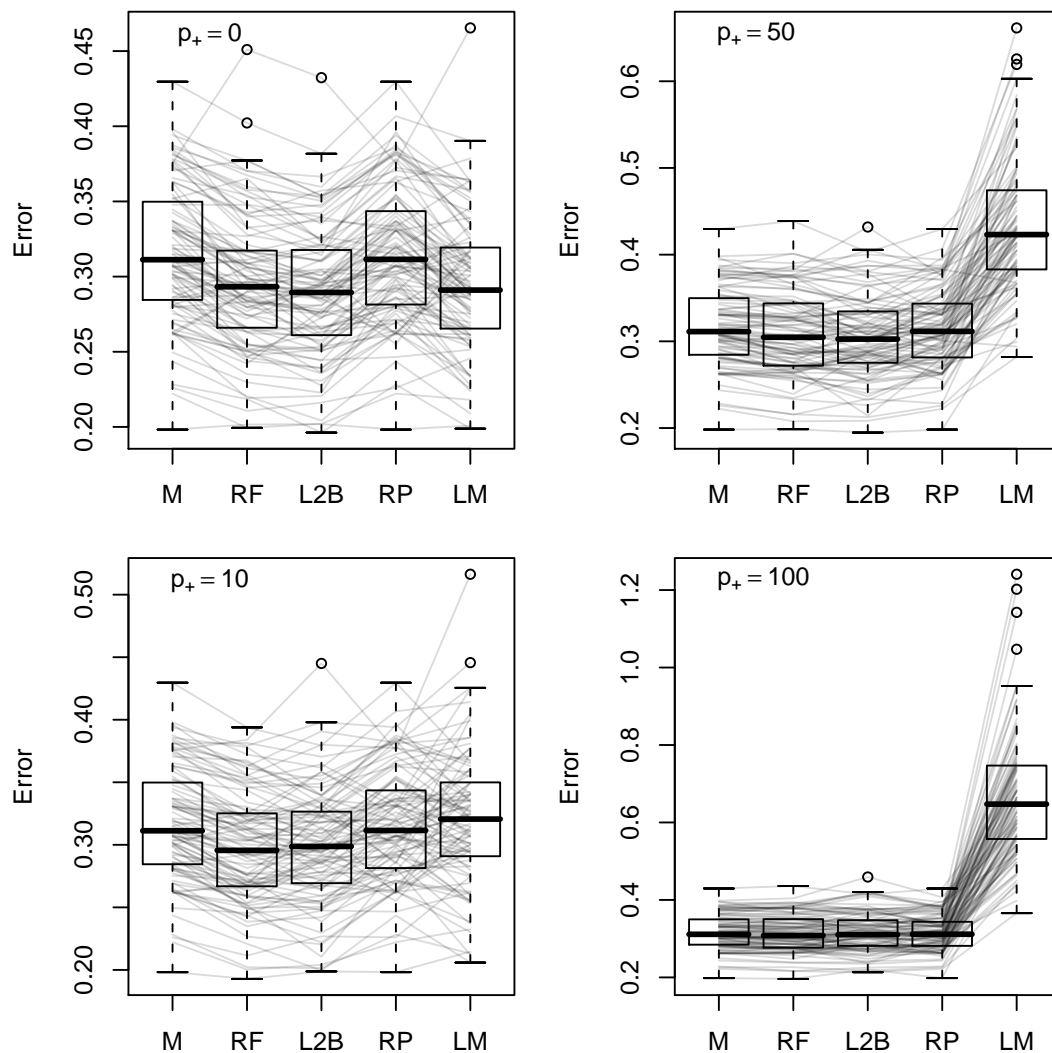 p+ = 0
Error
0.45
0.40
0.35
0.30
0.25
0.20
M RF L2B RP LM
p+ = 50
Error
0.6
0.5
0.4
0.3
0.2
M RF L2B RP LM
p+ = 10
Error
0.50
0.40
0.30
0.20
M RF L2B RP LM
p+ = 100
Error
1.2
1.0
0.8
0.6
0.4
0.2
M RF L2B RP LM